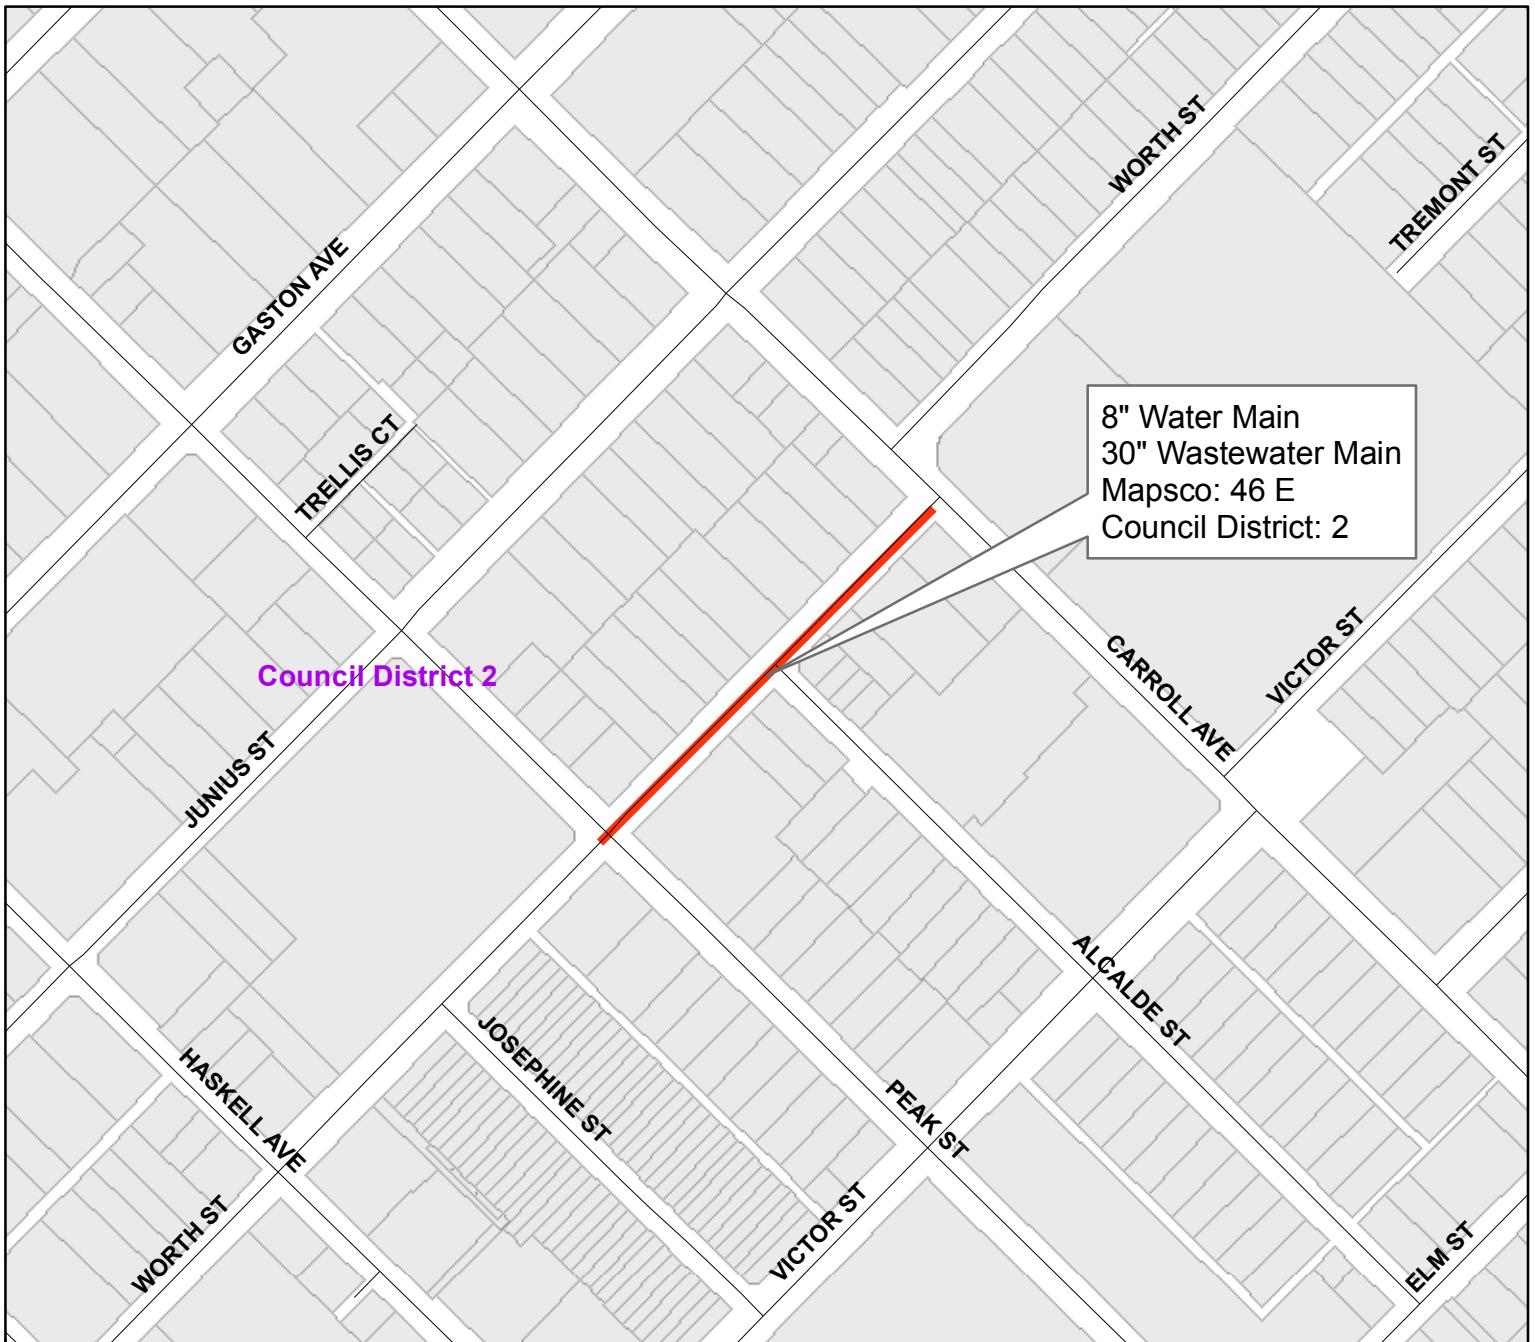 WORTH ST
TREMONT ST
GASTON AVE
8" Water Main
30" Wastewater Main
Mapsco: 46 E
Council District: 2
TRELLIS CT
CARROLL AVE
VICTOR ST
Council District 2
JUNIUS ST
ALCALDE ST
JOSEPHINE ST
HASKELL AVE
PEAK ST
WORTH ST
VICTOR ST
ELM ST